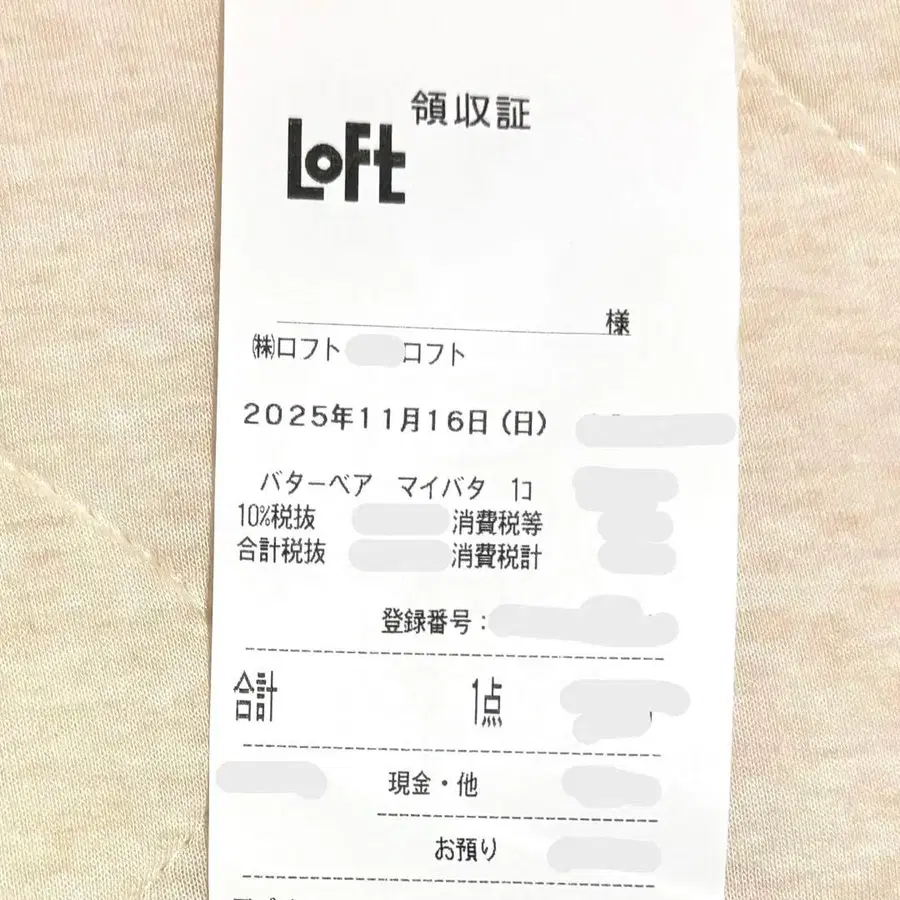 領収証
LoFt
様
㈱ロフト ロフト
2025年11月16日(日)
バターベア マイバタ 1コ
10%税抜 消費税等
合計税抜 消費税計
登録番号:
合計 1点
現金・他
お預り